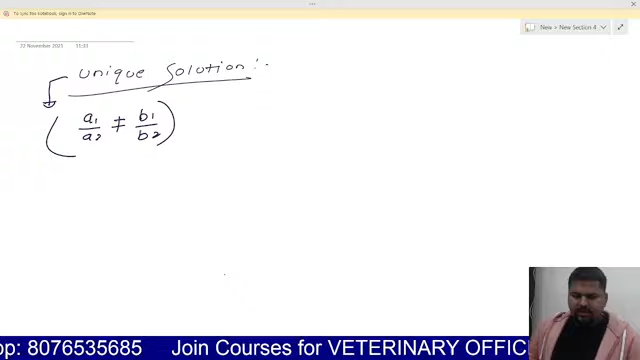 To sync this notebook, sign in to OneNote.
New > New Section 4
22 November 2021 11:33
Unique Solution :-
( a1/a2 ≠ b1/b2 )
pp: 8076535685 Join Courses for VETERINARY OFFIC